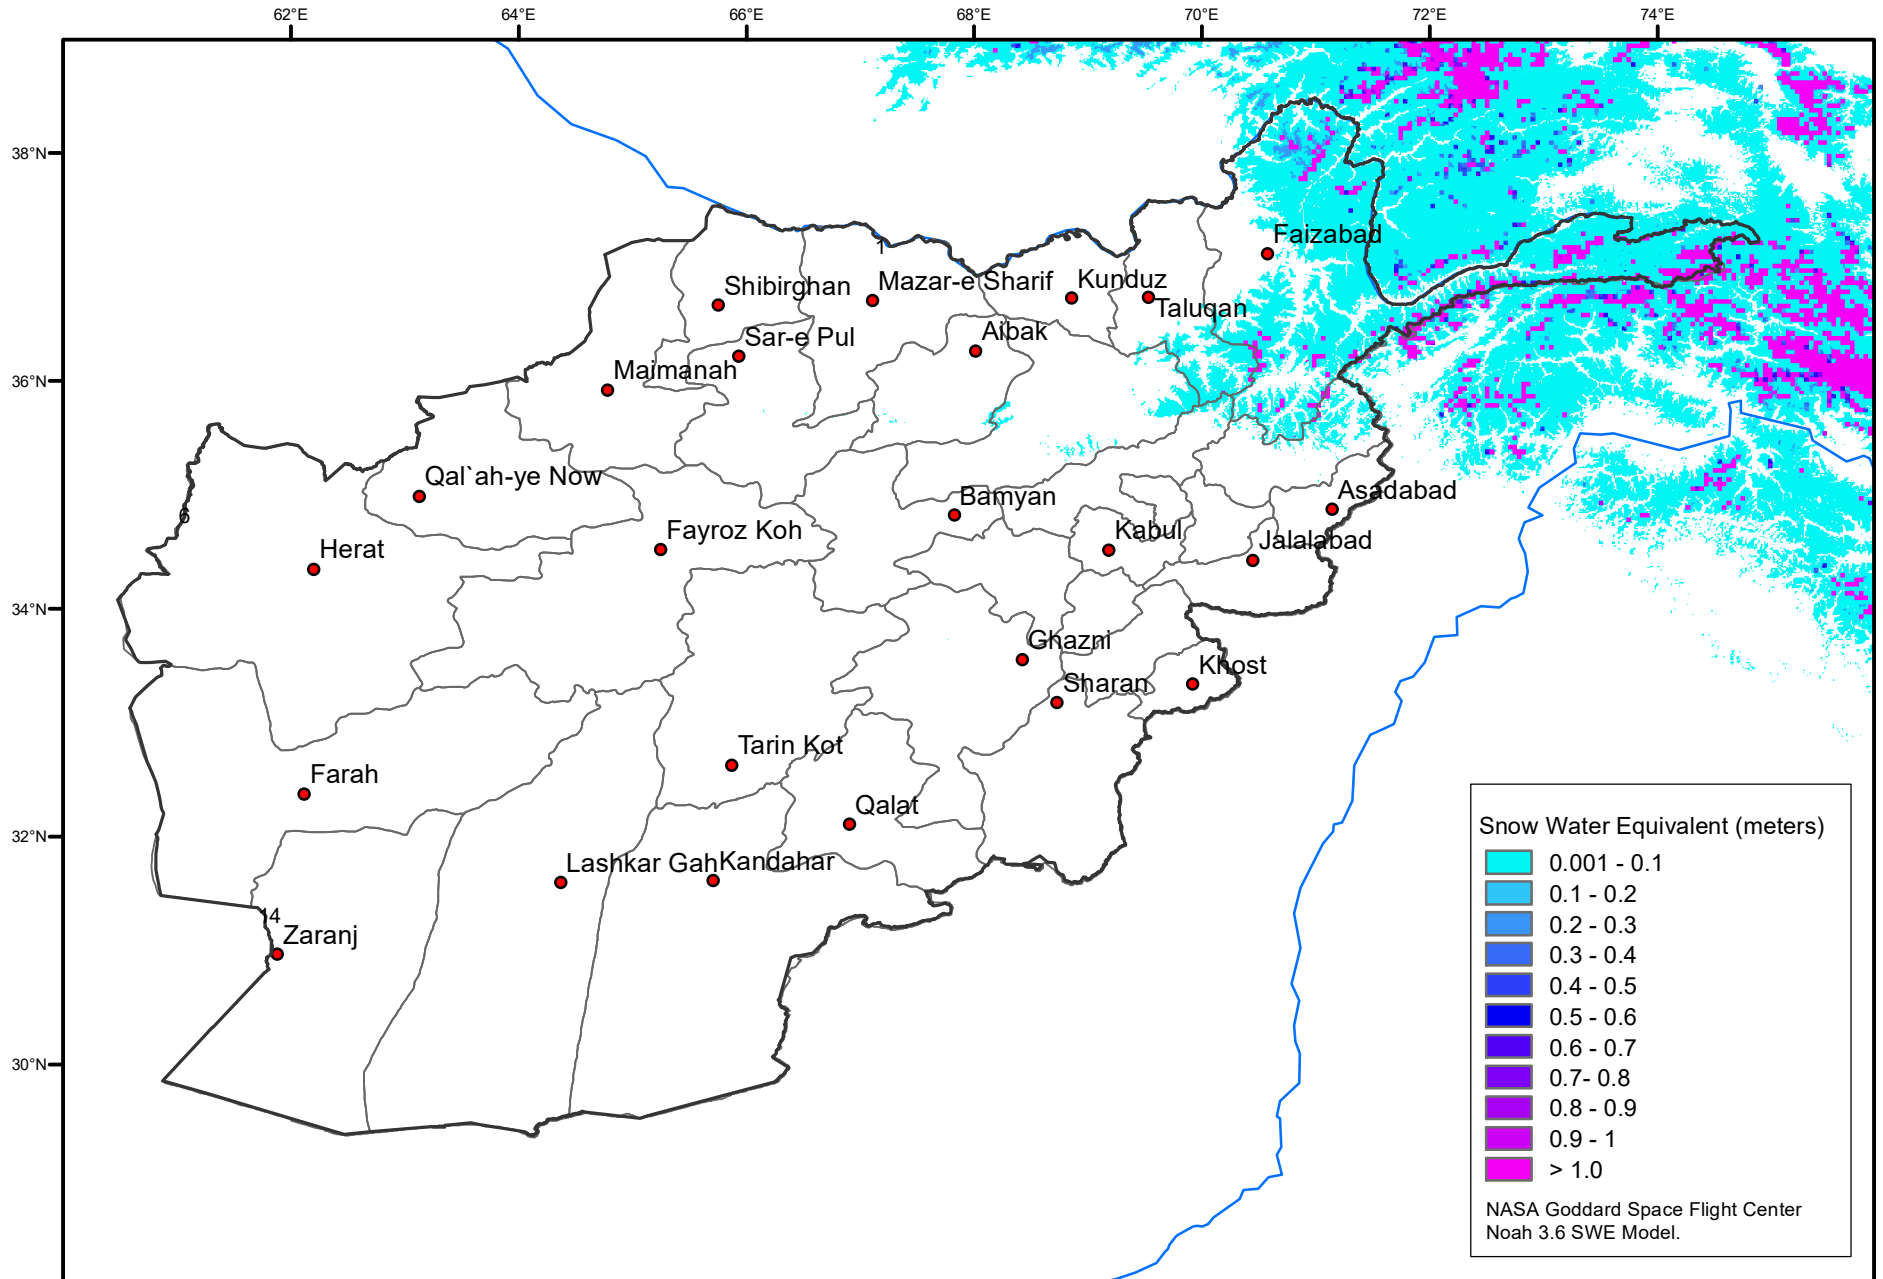 62°E 64°E 66°E 68°E 70°E 72°E 74°E
38°N
Faizabad
1
Shibirghan Mazar-e Sharif Kunduz
Taluqan
Sar-e Pul Aibak
36°N
Maimanah
Qal`ah-ye Now
Bamyan Asadabad
6
Fayroz Koh Kabul Jalalabad
Herat
34°N
Ghazni
Khost
Sharan
Tarin Kot
Farah
Qalat
32°N
Lashkar Gah Kandahar
14
Zaranj
30°N
Snow Water Equivalent (meters)
0.001 - 0.1
0.1 - 0.2
0.2 - 0.3
0.3 - 0.4
0.4 - 0.5
0.5 - 0.6
0.6 - 0.7
0.7- 0.8
0.8 - 0.9
0.9 - 1
> 1.0
NASA Goddard Space Flight Center
Noah 3.6 SWE Model.